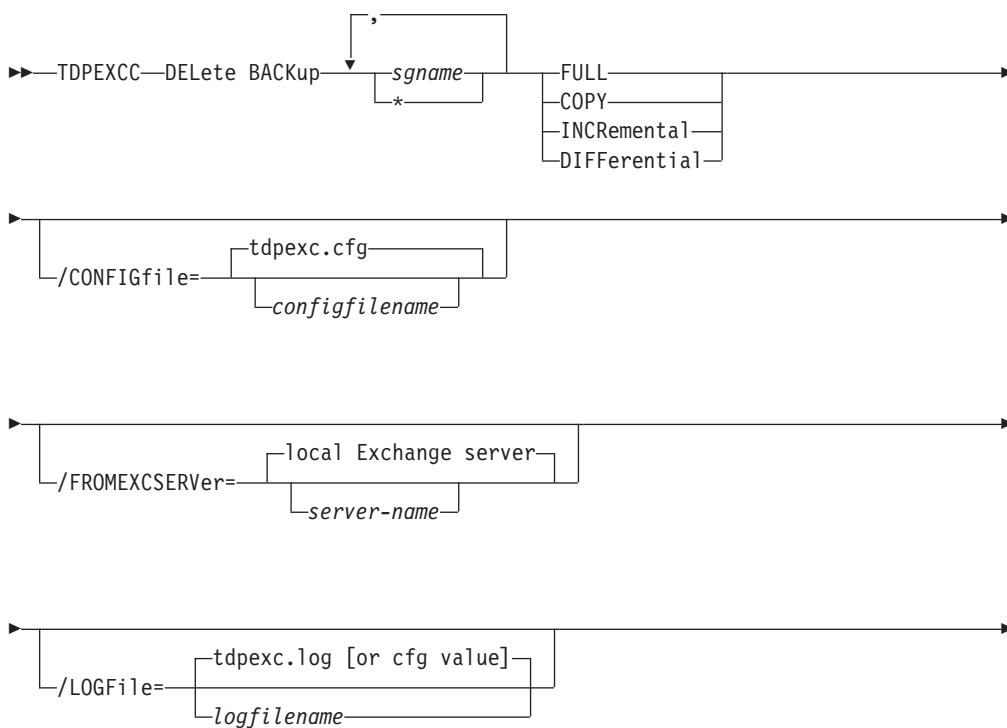 ,
TDPEXCC DELete BACKup sgname FULL
* COPY
INCRemental
DIFFerential
tdpexc.cfg
/CONFIGfile=
configfilename
local Exchange server
/FROMEXCSERVer=
server-name
tdpexc.log [or cfg value]
/LOGFile=
logfilename